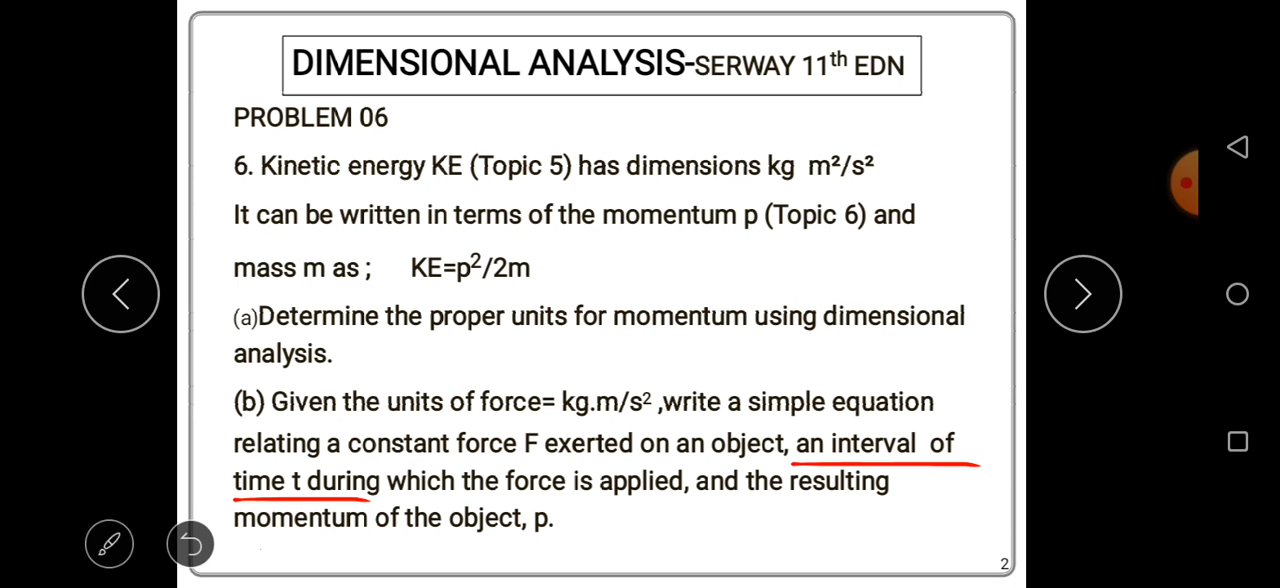 DIMENSIONAL ANALYSIS-SERWAY 11th EDN
PROBLEM 06
6. Kinetic energy KE (Topic 5) has dimensions kg m²/s²
It can be written in terms of the momentum p (Topic 6) and
mass m as ; KE=p²/2m
(a)Determine the proper units for momentum using dimensional
analysis.
(b) Given the units of force= kg.m/s² ,write a simple equation
relating a constant force F exerted on an object, an interval of
time t during which the force is applied, and the resulting
momentum of the object, p.
2